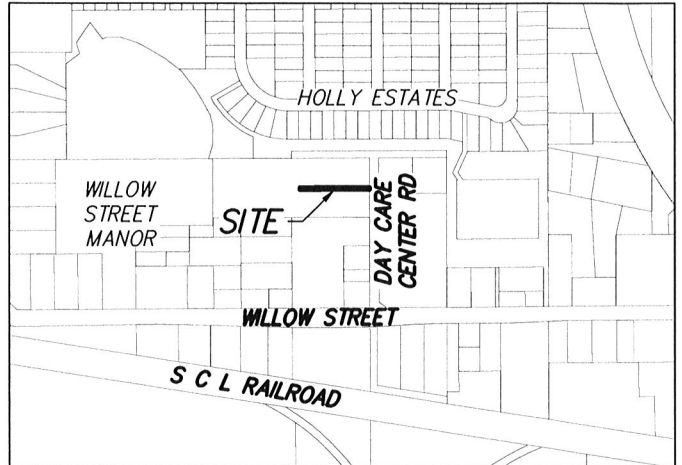 HOLLY ESTATES
WILLOW
STREET
MANOR
SITE
DAY CARE
CENTER RD
WILLOW STREET
S C L RAILROAD